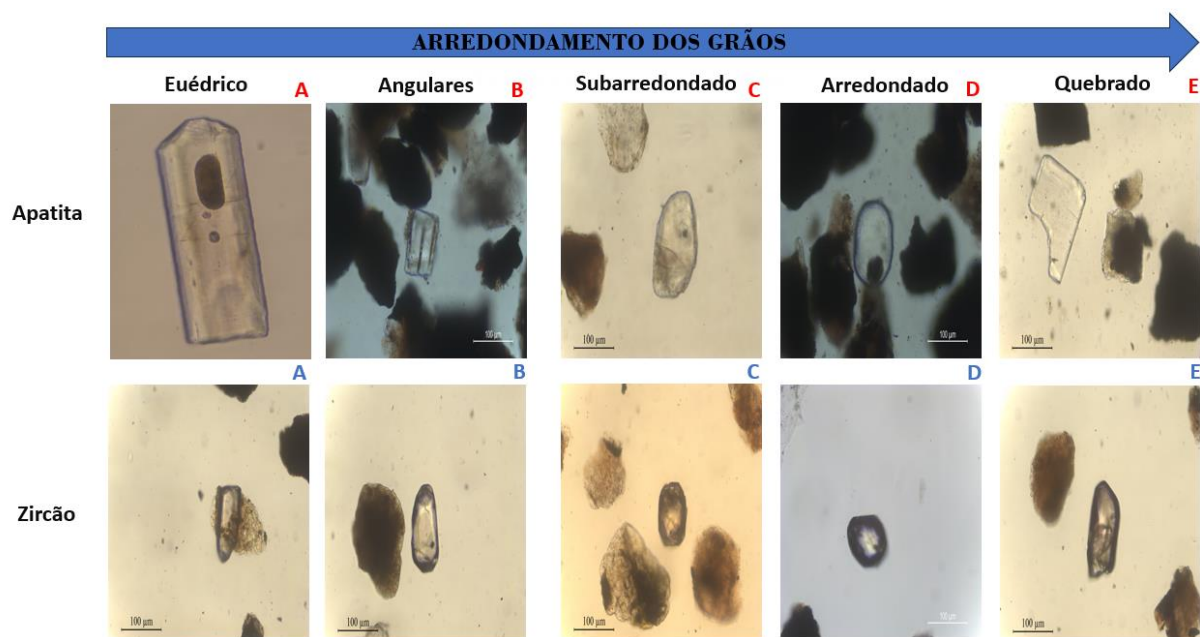 ARREDONDAMENTO DOS GRÃOS
Euédrico A Angulares B Subarredondado C Arredondado D Quebrado E
Apatita
100 µm 100 µm 100 µm 100 µm
A B C D E
Zircão
100 µm 100 µm 100 µm 100 µm 100 µm